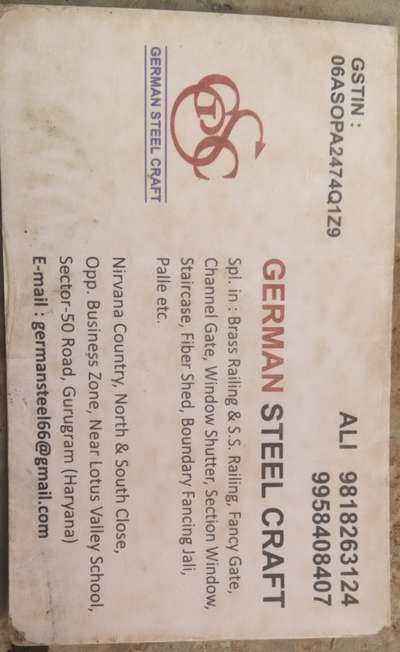 GSTIN :
06ASOPA2474Q1Z9
ALI 9818263124
9958408407
GSC
GERMAN STEEL CRAFT
GERMAN STEEL CRAFT
Spl. in : Brass Railing & S.S. Railing, Fancy Gate,
Channel Gate, Window Shutter, Section Window,
Staircase, Fiber Shed, Boundary Fancing Jali,
Palle etc.
Nirvana Country, North & South Close,
Opp. Business Zone, Near Lotus Valley School,
Sector-50 Road, Gurugram (Haryana)
E-mail : germansteel66@gmail.com